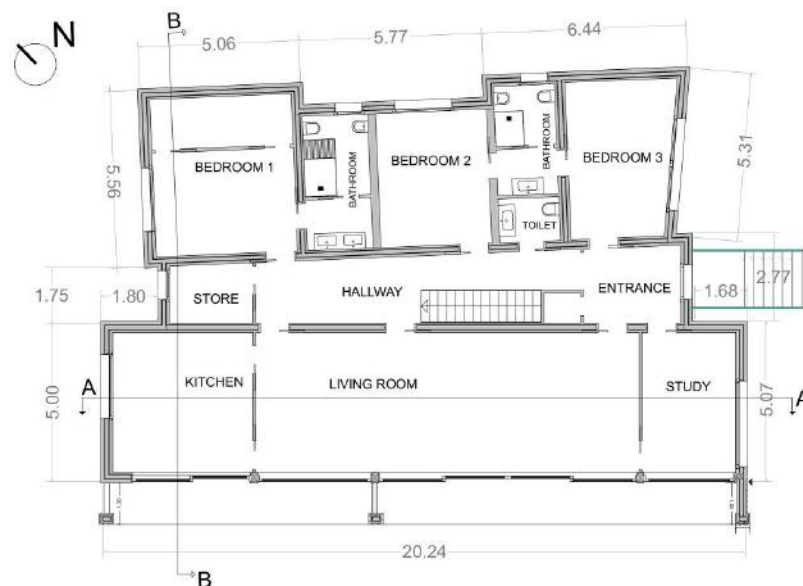 B
N
5.06
5.77
6.44
5.56
BEDROOM 1
BATHROOM
BEDROOM 2
BATHROOM
BEDROOM 3
5.31
TOILET
1.75
1.80
STORE
HALLWAY
ENTRANCE
1.68
2.77
A
KITCHEN
LIVING ROOM
STUDY
A
5.00
5.07
20.24
B